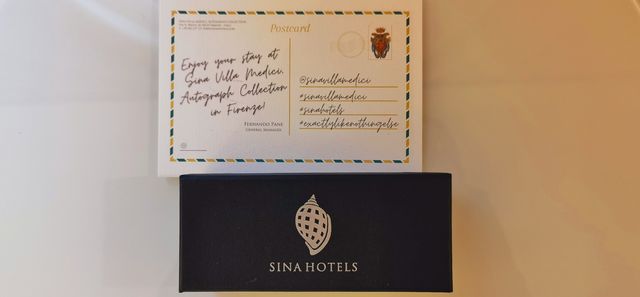 Postcard
Enjoy your stay at
Sina Villa Medici,
Autograph Collection
in Firenze!
FERNANDO PANE
GENERAL MANAGER
@sinavillamedici
#sinavillamedici
#sinahotels
#exactlylikenothingelse
SINA HOTELS